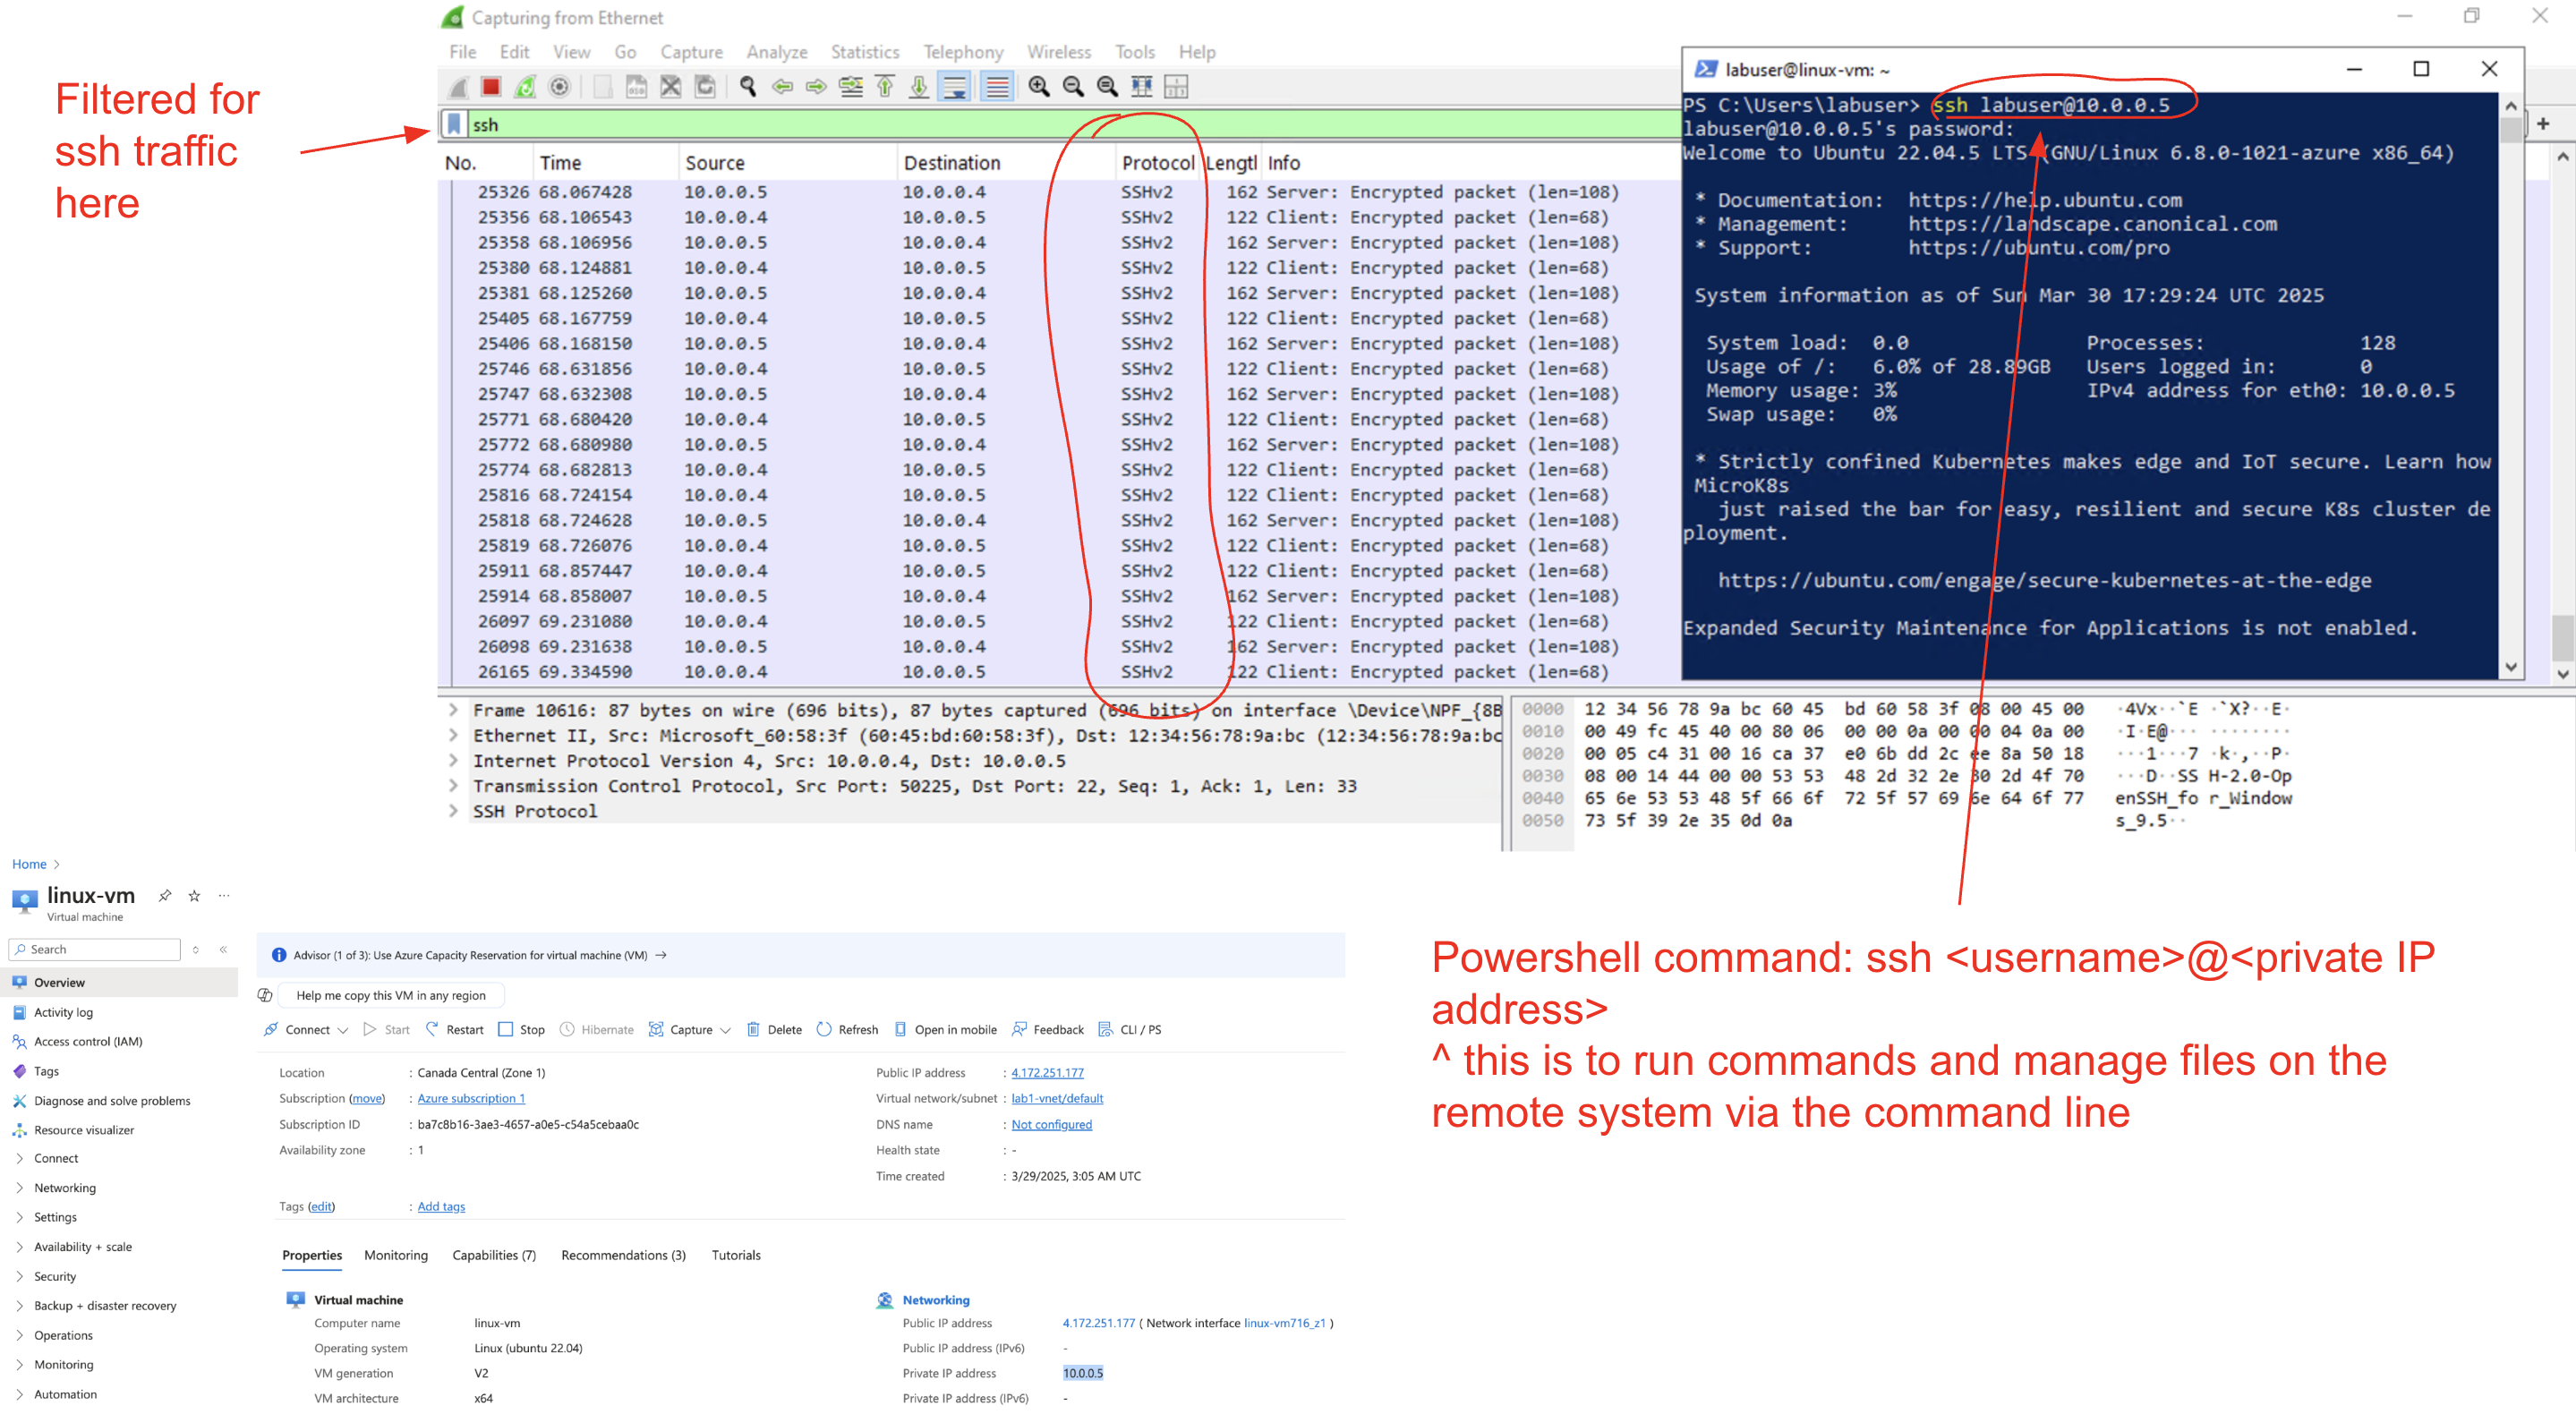 Capturing from Ethernet
File Edit View Go Capture Analyze Statistics Telephony Wireless Tools Help
Filtered for
ssh traffic
here
ssh
No. Time Source Destination Protocol Lengtl Info
25326 68.067428 10.0.0.5 10.0.0.4 SSHv2 162 Server: Encrypted packet (len=108)
25356 68.106543 10.0.0.4 10.0.0.5 SSHv2 122 Client: Encrypted packet (len=68)
25358 68.106956 10.0.0.5 10.0.0.4 SSHv2 162 Server: Encrypted packet (len=108)
25380 68.124881 10.0.0.4 10.0.0.5 SSHv2 122 Client: Encrypted packet (len=68)
25381 68.125260 10.0.0.5 10.0.0.4 SSHv2 162 Server: Encrypted packet (len=108)
25405 68.167759 10.0.0.4 10.0.0.5 SSHv2 122 Client: Encrypted packet (len=68)
25406 68.168150 10.0.0.5 10.0.0.4 SSHv2 162 Server: Encrypted packet (len=108)
25746 68.631856 10.0.0.4 10.0.0.5 SSHv2 122 Client: Encrypted packet (len=68)
25747 68.632308 10.0.0.5 10.0.0.4 SSHv2 162 Server: Encrypted packet (len=108)
25771 68.680420 10.0.0.4 10.0.0.5 SSHv2 122 Client: Encrypted packet (len=68)
25772 68.680980 10.0.0.5 10.0.0.4 SSHv2 162 Server: Encrypted packet (len=108)
25774 68.682813 10.0.0.4 10.0.0.5 SSHv2 122 Client: Encrypted packet (len=68)
25816 68.724154 10.0.0.4 10.0.0.5 SSHv2 122 Client: Encrypted packet (len=68)
25818 68.724628 10.0.0.5 10.0.0.4 SSHv2 162 Server: Encrypted packet (len=108)
25819 68.726076 10.0.0.4 10.0.0.5 SSHv2 122 Client: Encrypted packet (len=68)
25911 68.857447 10.0.0.4 10.0.0.5 SSHv2 122 Client: Encrypted packet (len=68)
25914 68.858007 10.0.0.5 10.0.0.4 SSHv2 162 Server: Encrypted packet (len=108)
26097 69.231080 10.0.0.4 10.0.0.5 SSHv2 122 Client: Encrypted packet (len=68)
26098 69.231638 10.0.0.5 10.0.0.4 SSHv2 162 Server: Encrypted packet (len=108)
26165 69.334590 10.0.0.4 10.0.0.5 SSHv2 122 Client: Encrypted packet (len=68)
labuser@linux-vm: ~
PS C:\Users\labuser> ssh labuser@10.0.0.5
labuser@10.0.0.5's password:
Welcome to Ubuntu 22.04.5 LTS (GNU/Linux 6.8.0-1021-azure x86_64)
* Documentation: https://help.ubuntu.com
* Management: https://landscape.canonical.com
* Support: https://ubuntu.com/pro
System information as of Sun Mar 30 17:29:24 UTC 2025
System load: 0.0 Processes: 128
Usage of /: 6.0% of 28.89GB Users logged in: 0
Memory usage: 3% IPv4 address for eth0: 10.0.0.5
Swap usage: 0%
* Strictly confined Kubernetes makes edge and IoT secure. Learn how
MicroK8s
just raised the bar for easy, resilient and secure K8s cluster de
ployment.
https://ubuntu.com/engage/secure-kubernetes-at-the-edge
Expanded Security Maintenance for Applications is not enabled.
Frame 10616: 87 bytes on wire (696 bits), 87 bytes captured (696 bits) on interface \Device\NPF_{8B
Ethernet II, Src: Microsoft_60:58:3f (60:45:bd:60:58:3f), Dst: 12:34:56:78:9a:bc (12:34:56:78:9a:bc
Internet Protocol Version 4, Src: 10.0.0.4, Dst: 10.0.0.5
Transmission Control Protocol, Src Port: 50225, Dst Port: 22, Seq: 1, Ack: 1, Len: 33
SSH Protocol
0000 12 34 56 78 9a bc 60 45 bd 60 58 3f 08 00 45 00 ·4Vx··`E ·`X?··E·
0010 00 49 fc 45 40 00 80 06 00 00 0a 00 00 04 0a 00 ·I·E@··· ········
0020 00 05 c4 31 00 16 ca 37 e0 6b dd 2c ee 8a 50 18 ···1···7 ·k·,··P·
0030 08 00 14 44 00 00 53 53 48 2d 32 2e 30 2d 4f 70 ···D··SS H-2.0-Op
0040 65 6e 53 53 48 5f 66 6f 72 5f 57 69 6e 64 6f 77 enSSH_fo r_Window
0050 73 5f 39 2e 35 0d 0a s_9.5··
Home >
linux-vm
Virtual machine
Search
Overview
Activity log
Access control (IAM)
Tags
Diagnose and solve problems
Resource visualizer
Connect
Networking
Settings
Availability + scale
Security
Backup + disaster recovery
Operations
Monitoring
Automation
Advisor (1 of 3): Use Azure Capacity Reservation for virtual machine (VM) →
Help me copy this VM in any region
Connect Start Restart Stop Hibernate Capture Delete Refresh Open in mobile Feedback CLI / PS
Location : Canada Central (Zone 1)
Subscription (move) : Azure subscription 1
Subscription ID : ba7c8b16-3ae3-4657-a0e5-c54a5cebaa0c
Availability zone : 1
Public IP address : 4.172.251.177
Virtual network/subnet : lab1-vnet/default
DNS name : Not configured
Health state : -
Time created : 3/29/2025, 3:05 AM UTC
Tags (edit) : Add tags
Properties Monitoring Capabilities (7) Recommendations (3) Tutorials
Virtual machine
Computer name linux-vm
Operating system Linux (ubuntu 22.04)
VM generation V2
VM architecture x64
Networking
Public IP address 4.172.251.177 ( Network interface linux-vm716_z1 )
Public IP address (IPv6) -
Private IP address 10.0.0.5
Private IP address (IPv6) -
Powershell command: ssh <username>@<private IP
address>
^ this is to run commands and manage files on the
remote system via the command line